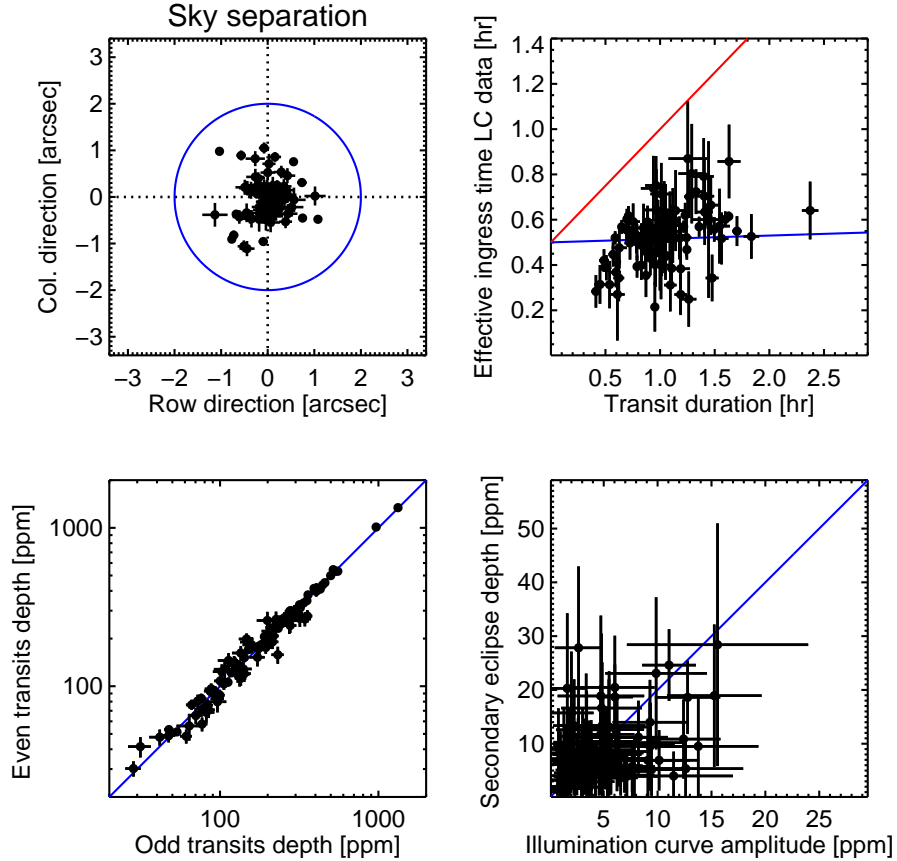 Sky separation
Col. direction [arcsec]
3
2
1
0
−1
−2
−3
−3 −2 −1 0 1 2 3
Row direction [arcsec]
Effective ingress time LC data [hr]
1.4
1.2
1.0
0.8
0.6
0.4
0.2
0.5 1.0 1.5 2.0 2.5
Transit duration [hr]
Even transits depth [ppm]
1000
100
100 1000
Odd transits depth [ppm]
Secondary eclipse depth [ppm]
50
40
30
20
10
5 10 15 20 25
Illumination curve amplitude [ppm]